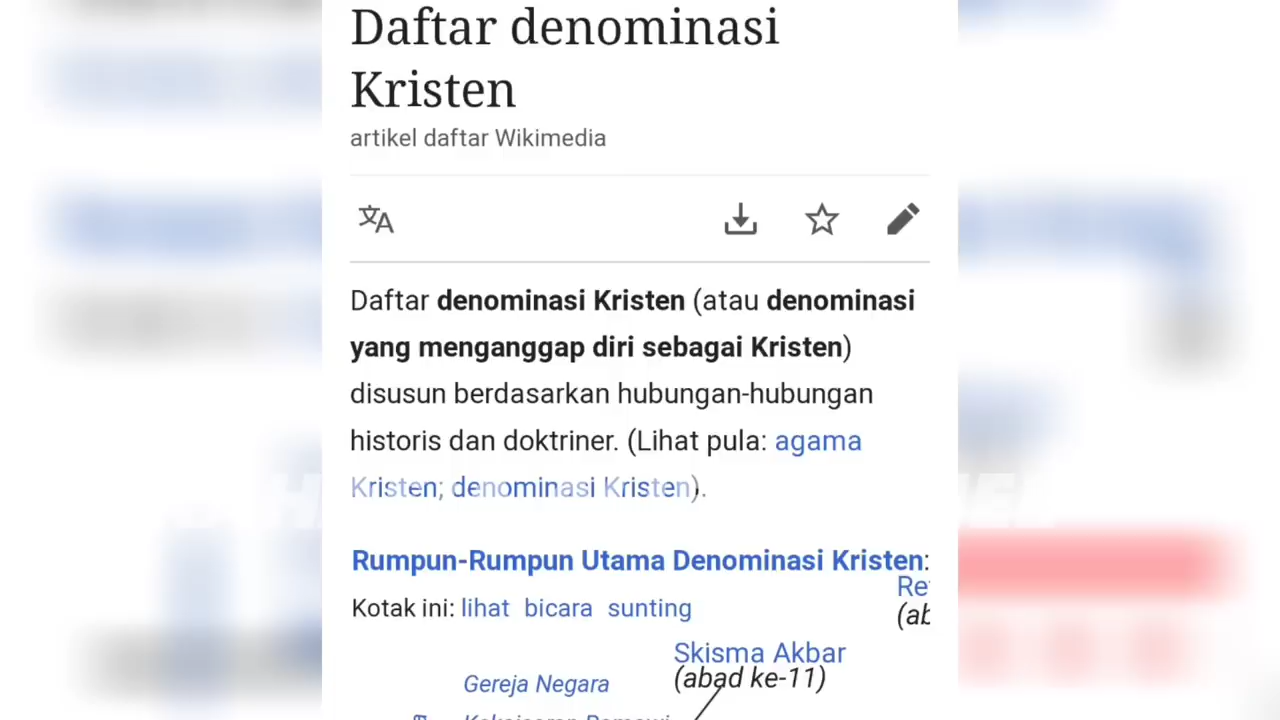 Daftar denominasi
Kristen
artikel daftar Wikimedia
Daftar denominasi Kristen (atau denominasi
yang menganggap diri sebagai Kristen)
disusun berdasarkan hubungan-hubungan
historis dan doktriner. (Lihat pula: agama
Kristen; denominasi Kristen).
Rumpun-Rumpun Utama Denominasi Kristen:
Kotak ini: lihat bicara sunting
Skisma Akbar
(abad ke-11)
Gereja Negara